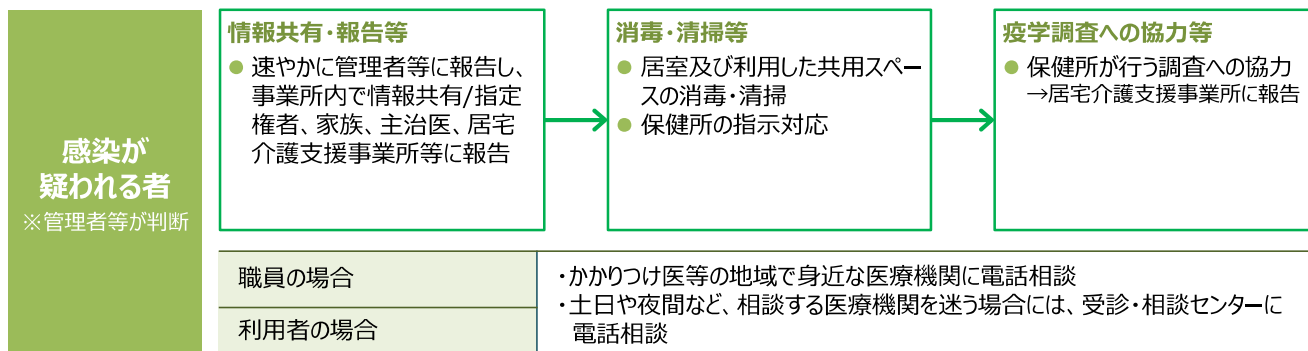 感染が
疑われる者
※管理者等が判断
情報共有・報告等
● 速やかに管理者等に報告し、
事業所内で情報共有/指定
権者、家族、主治医、居宅
介護支援事業所等に報告
消毒・清掃等
● 居室及び利用した共用スペー
スの消毒・清掃
● 保健所の指示対応
疫学調査への協力等
● 保健所が行う調査への協力
→居宅介護支援事業所に報告
職員の場合
利用者の場合
・かかりつけ医等の地域で身近な医療機関に電話相談
・土日や夜間など、相談する医療機関を迷う場合には、受診・相談センターに
電話相談